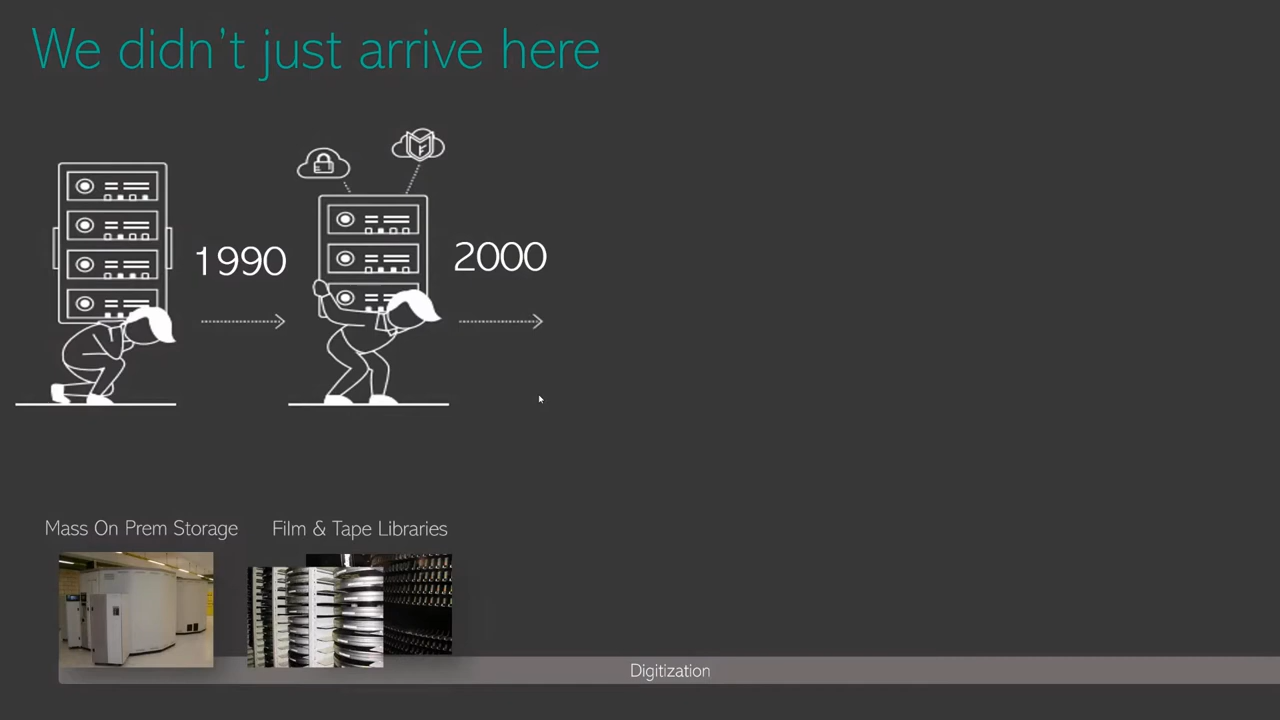 We didn't just arrive here
1990
2000
Mass On Prem Storage
Film & Tape Libraries
Digitization